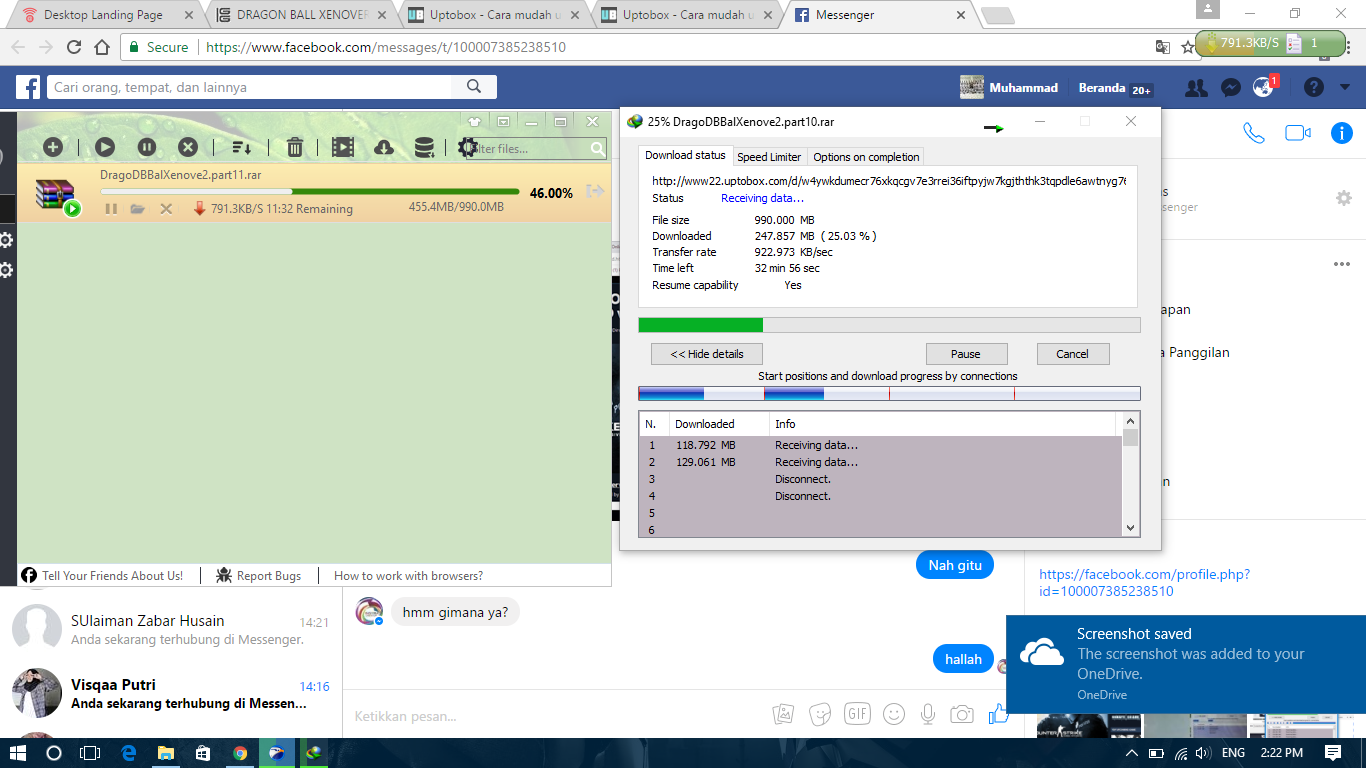 Desktop Landing Page
DRAGON BALL XENOVER
Uptobox - Cara mudah u
Uptobox - Cara mudah u
Messenger
Secure
https://www.facebook.com/messages/t/100007385238510
791.3KB/S
1
Cari orang, tempat, dan lainnya
Muhammad
Beranda 20+
1
filter files...
DragoDBBalXenove2.part11.rar
46.00%
791.3KB/S 11:32 Remaining
455.4MB/990.0MB
Tell Your Friends About Us!
Report Bugs
How to work with browsers?
25% DragoDBBalXenove2.part10.rar
Download status
Speed Limiter
Options on completion
http://www22.uptobox.com/d/w4ywkdumecr76xkqcgv7e3rrei36iftpyjw7kgjththk3tqpdle6awtnyg76
Status Receiving data...
File size 990.000 MB
Downloaded 247.857 MB ( 25.03 % )
Transfer rate 922.973 KB/sec
Time left 32 min 56 sec
Resume capability Yes
<< Hide details
Pause
Cancel
Start positions and download progress by connections
N. Downloaded Info
1 118.792 MB Receiving data...
2 129.061 MB Receiving data...
3 Disconnect.
4 Disconnect.
5
6
ns
senger
apan
a Panggilan
n
Nah gitu
hmm gimana ya?
hallah
https://facebook.com/profile.php?
id=100007385238510
SUlaiman Zabar Husain 14:21
Anda sekarang terhubung di Messenger.
Visqaa Putri 14:16
Anda sekarang terhubung di Messen...
Ketikkan pesan...
GIF
Screenshot saved
The screenshot was added to your
OneDrive.
OneDrive
COUNTER STRIKE
ENG
2:22 PM